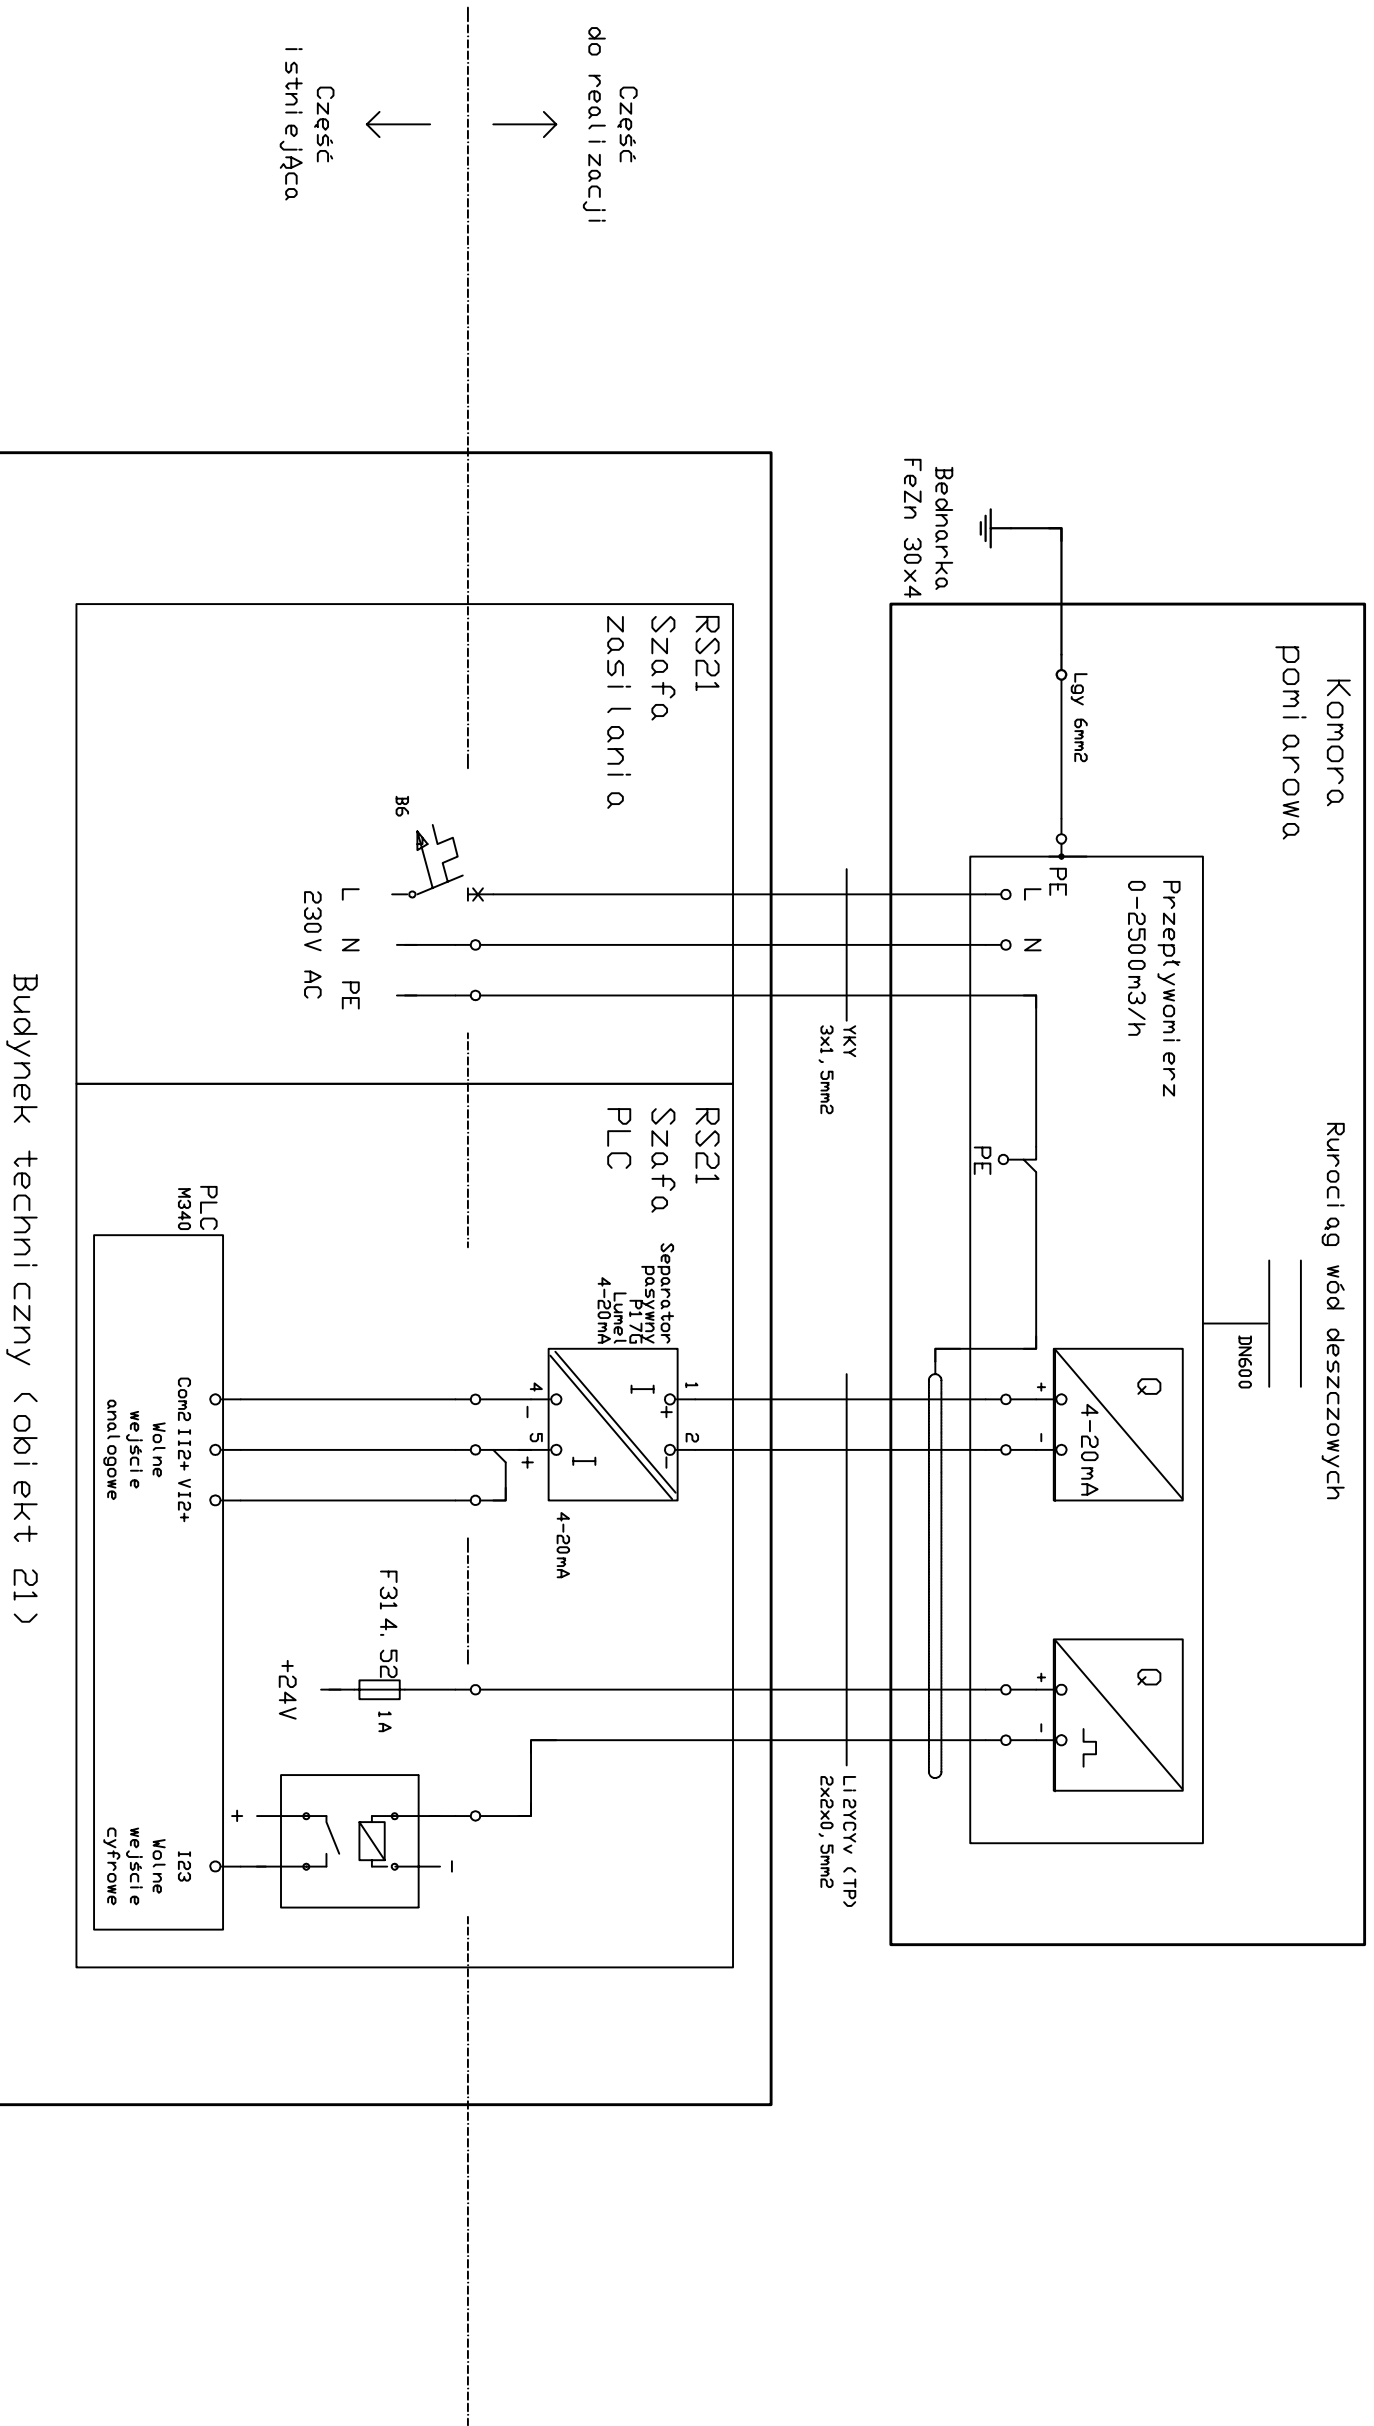 Rurociąg wód deszczowych
DN600
Komora
pomiarowa
Przepływomierz
0-2500m3/h
Q
4-20mA
+
-
Q
+
-
Lgy 6mm2
PE
L
N
PE
Bednarka
FeZn 30x4
YKY
3x1,5mm2
Li2YCYv (TP)
2x2x0,5mm2
Część
do realizacji
Część
istniejĄca
RS21
Szafa
zasilania
B6
L N PE
230V AC
RS21
Szafa
PLC
Separator
pasywny
P17G
Lumel
4-20mA
1
2
+
-
I
I
4
5
-
+
4-20mA
F314.52
1A
+24V
-
+
PLC
M340
Com2 II2+ VI2+
Wolne
wejście
analogowe
I23
Wolne
wejście
cyfrowe
Budynek techniczny (obiekt 21)